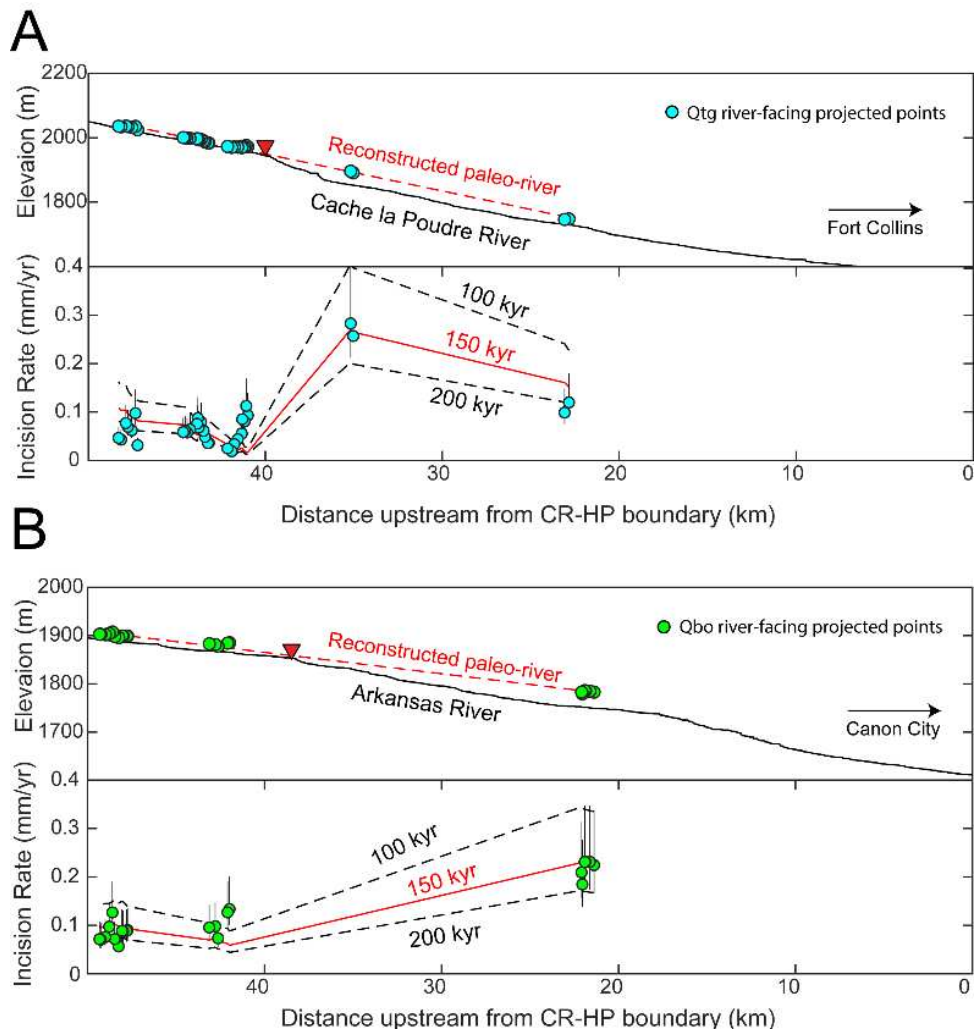 A
2200
2000
1800
0.4
0.3
0.2
0.1
0
Elevaion (m)
Incision Rate (mm/yr)
Qtg river-facing projected points
Reconstructed paleo-river
Cache la Poudre River
Fort Collins
100 kyr
150 kyr
200 kyr
40
30
20
10
0
Distance upstream from CR-HP boundary (km)
B
2000
1900
1800
1700
0.4
0.3
0.2
0.1
0
Elevaion (m)
Incision Rate (mm/yr)
Qbo river-facing projected points
Reconstructed paleo-river
Arkansas River
Canon City
100 kyr
150 kyr
200 kyr
40
30
20
10
0
Distance upstream from CR-HP boundary (km)